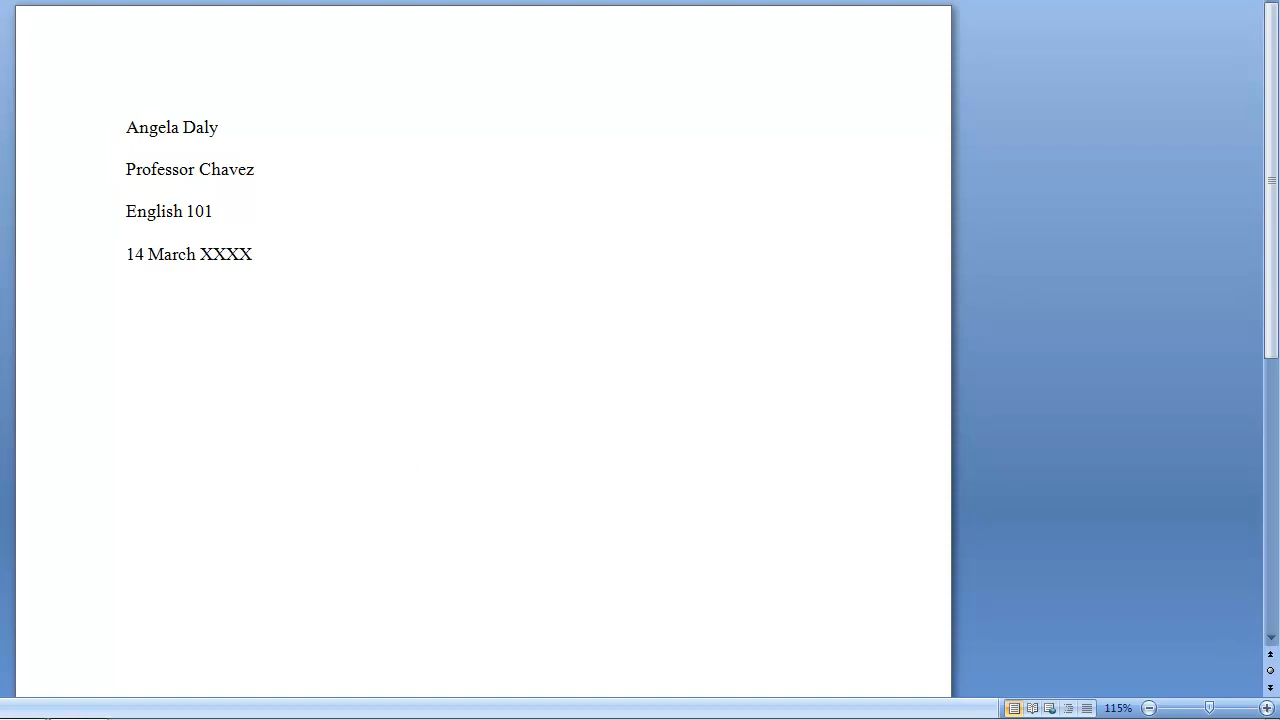 Angela Daly
Professor Chavez
English 101
14 March XXXX
115%